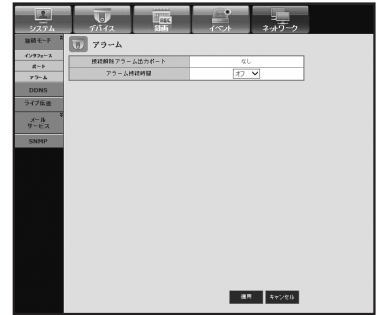 システム デバイス 録画 イベント ネットワーク
接続モード
インタフェース
ポート
アラーム
DDNS
ライブ伝送
メール
サービス
SNMP
アラーム
接続解除アラーム出力ポート なし
アラーム持続時間 オフ
適用 キャンセル